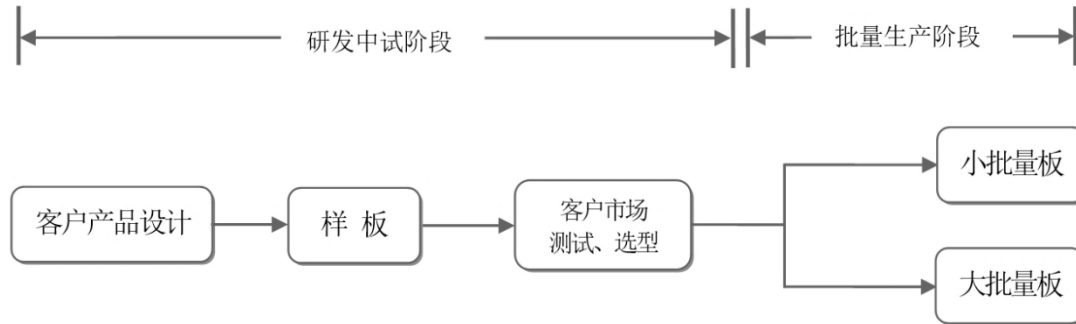 研发中试阶段
批量生产阶段
小批量板
客户产品设计
样 板
客户市场
测试、选型
大批量板